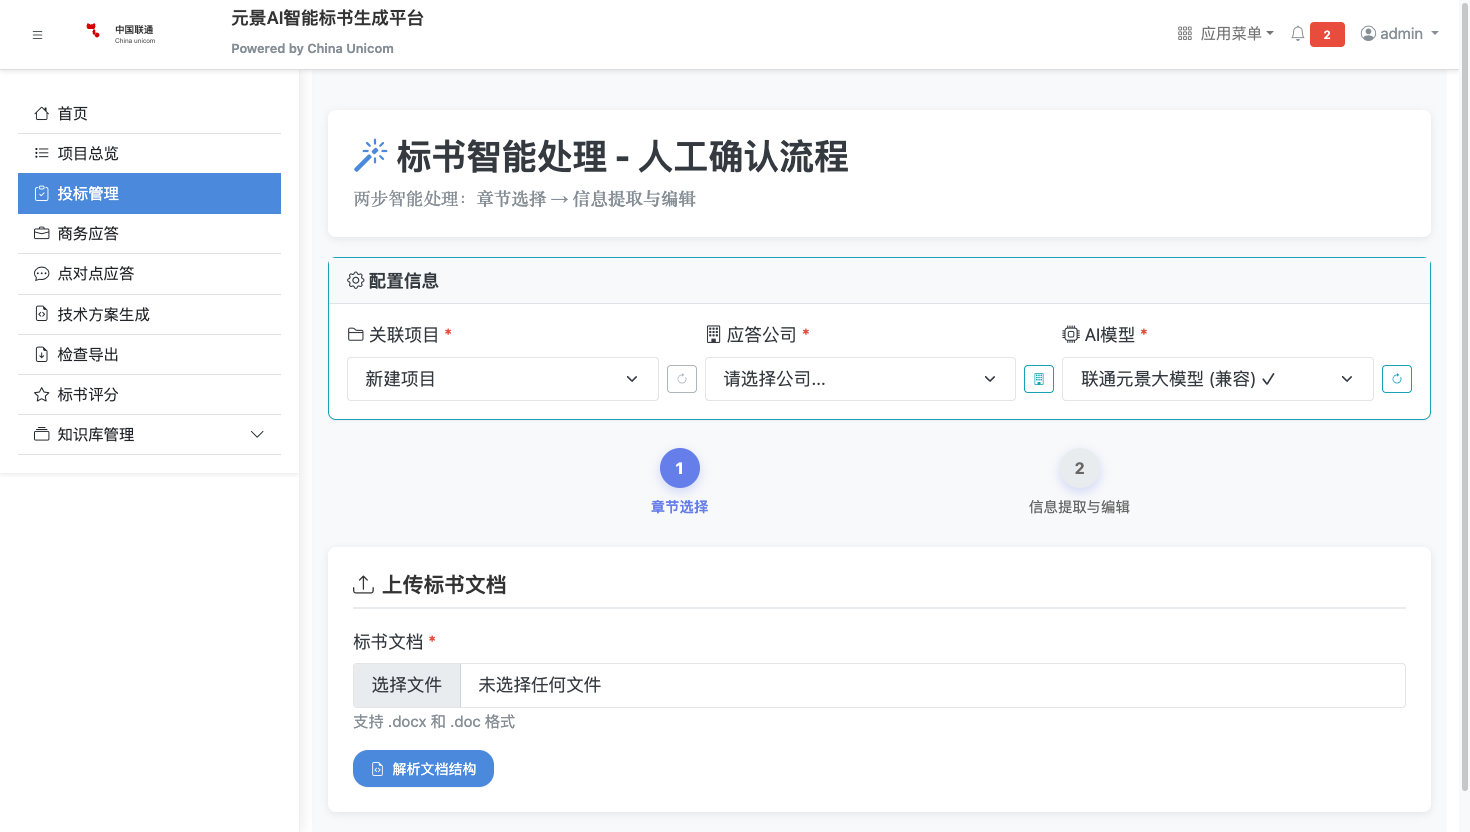 中国联通
China unicom
元景AI智能标书生成平台
Powered by China Unicom
应用菜单
2
admin
首页
项目总览
投标管理
商务应答
点对点应答
技术方案生成
检查导出
标书评分
知识库管理
标书智能处理 - 人工确认流程
两步智能处理：章节选择 → 信息提取与编辑
配置信息
关联项目 *
新建项目
应答公司 *
请选择公司...
AI模型 *
联通元景大模型 (兼容) ✓
1
章节选择
2
信息提取与编辑
上传标书文档
标书文档 *
选择文件 未选择任何文件
支持 .docx 和 .doc 格式
解析文档结构